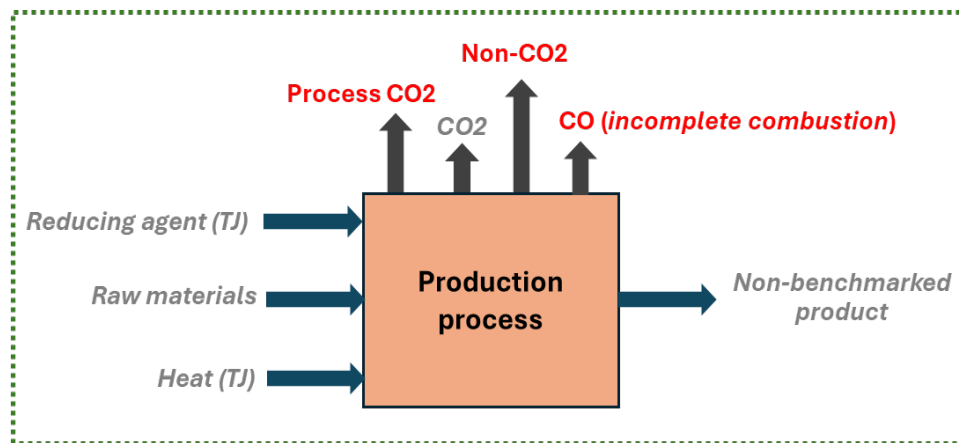 Non-CO2
Process CO2
CO2
CO (incomplete combustion)
Reducing agent (TJ)
Raw materials
Heat (TJ)
Production
process
Non-benchmarked
product